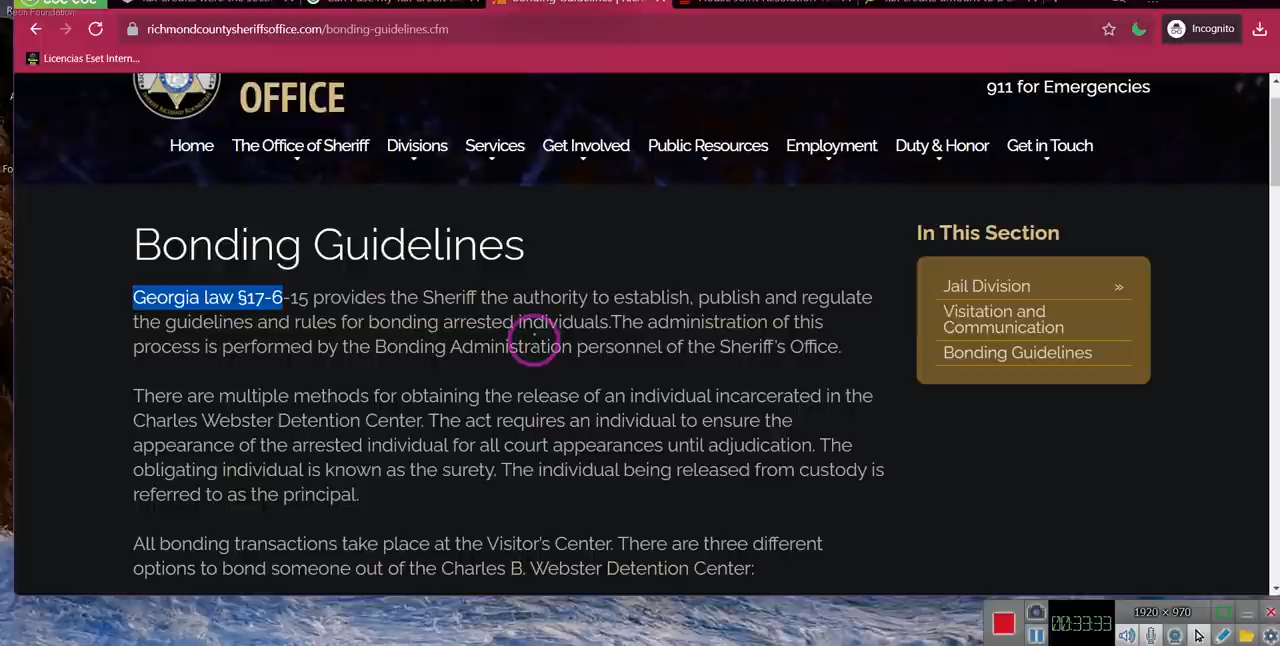 richmondcountysheriffsoffice.com/bonding-guidelines.cfm
Incognito
Licencias Eset Intern...
OFFICE
911 for Emergencies
Home The Office of Sheriff Divisions Services Get Involved Public Resources Employment Duty & Honor Get in Touch
Bonding Guidelines
Georgia law §17-6-15 provides the Sheriff the authority to establish, publish and regulate
the guidelines and rules for bonding arrested individuals.The administration of this
process is performed by the Bonding Administration personnel of the Sheriff's Office.
There are multiple methods for obtaining the release of an individual incarcerated in the
Charles Webster Detention Center. The act requires an individual to ensure the
appearance of the arrested individual for all court appearances until adjudication. The
obligating individual is known as the surety. The individual being released from custody is
referred to as the principal.
All bonding transactions take place at the Visitor's Center. There are three different
options to bond someone out of the Charles B. Webster Detention Center:
In This Section
Jail Division »
Visitation and
Communication
Bonding Guidelines
1920 × 970
00:33:33